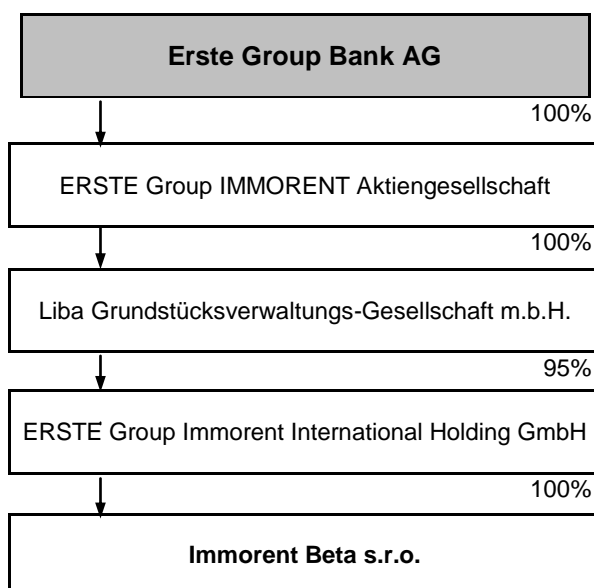 Erste Group Bank AG
100%
ERSTE Group IMMORENT Aktiengesellschaft
100%
Liba Grundstücksverwaltungs-Gesellschaft m.b.H.
95%
ERSTE Group Immorent International Holding GmbH
100%
Immorent Beta s.r.o.